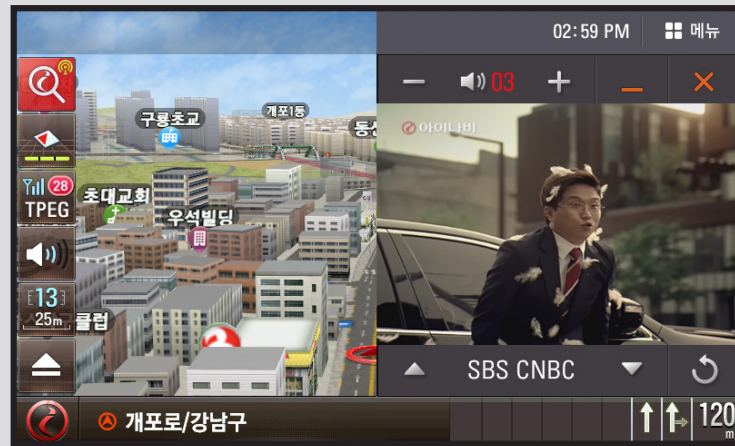 02:59 PM
메뉴
03
아이나비
구룡초교
개포1동
초대교회
우석빌딩
28
TPEG
13
25m
클럽
SBS CNBC
개포로/강남구
120
m